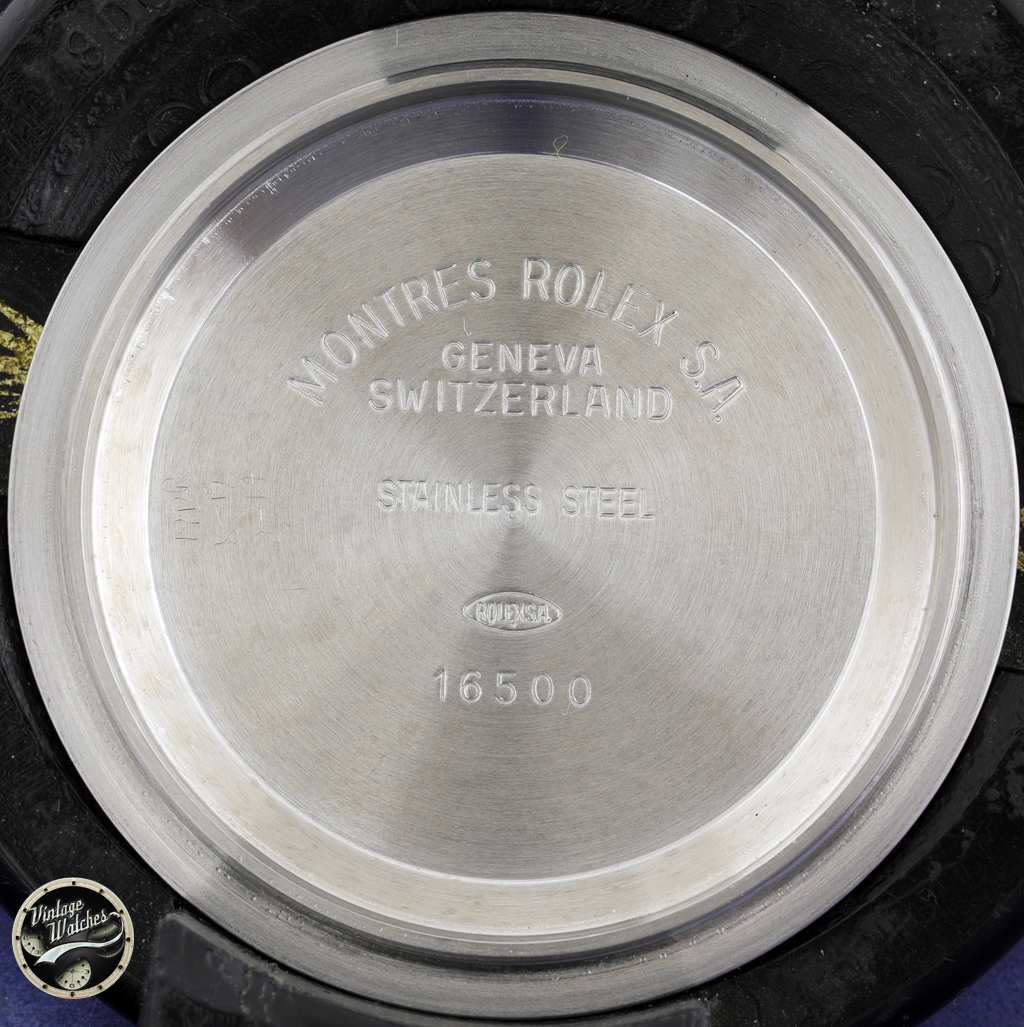 MONTRES ROLEX S.A.
GENEVA
SWITZERLAND
STAINLESS STEEL
ROLEX S.A.
16500
Vintage
Watches